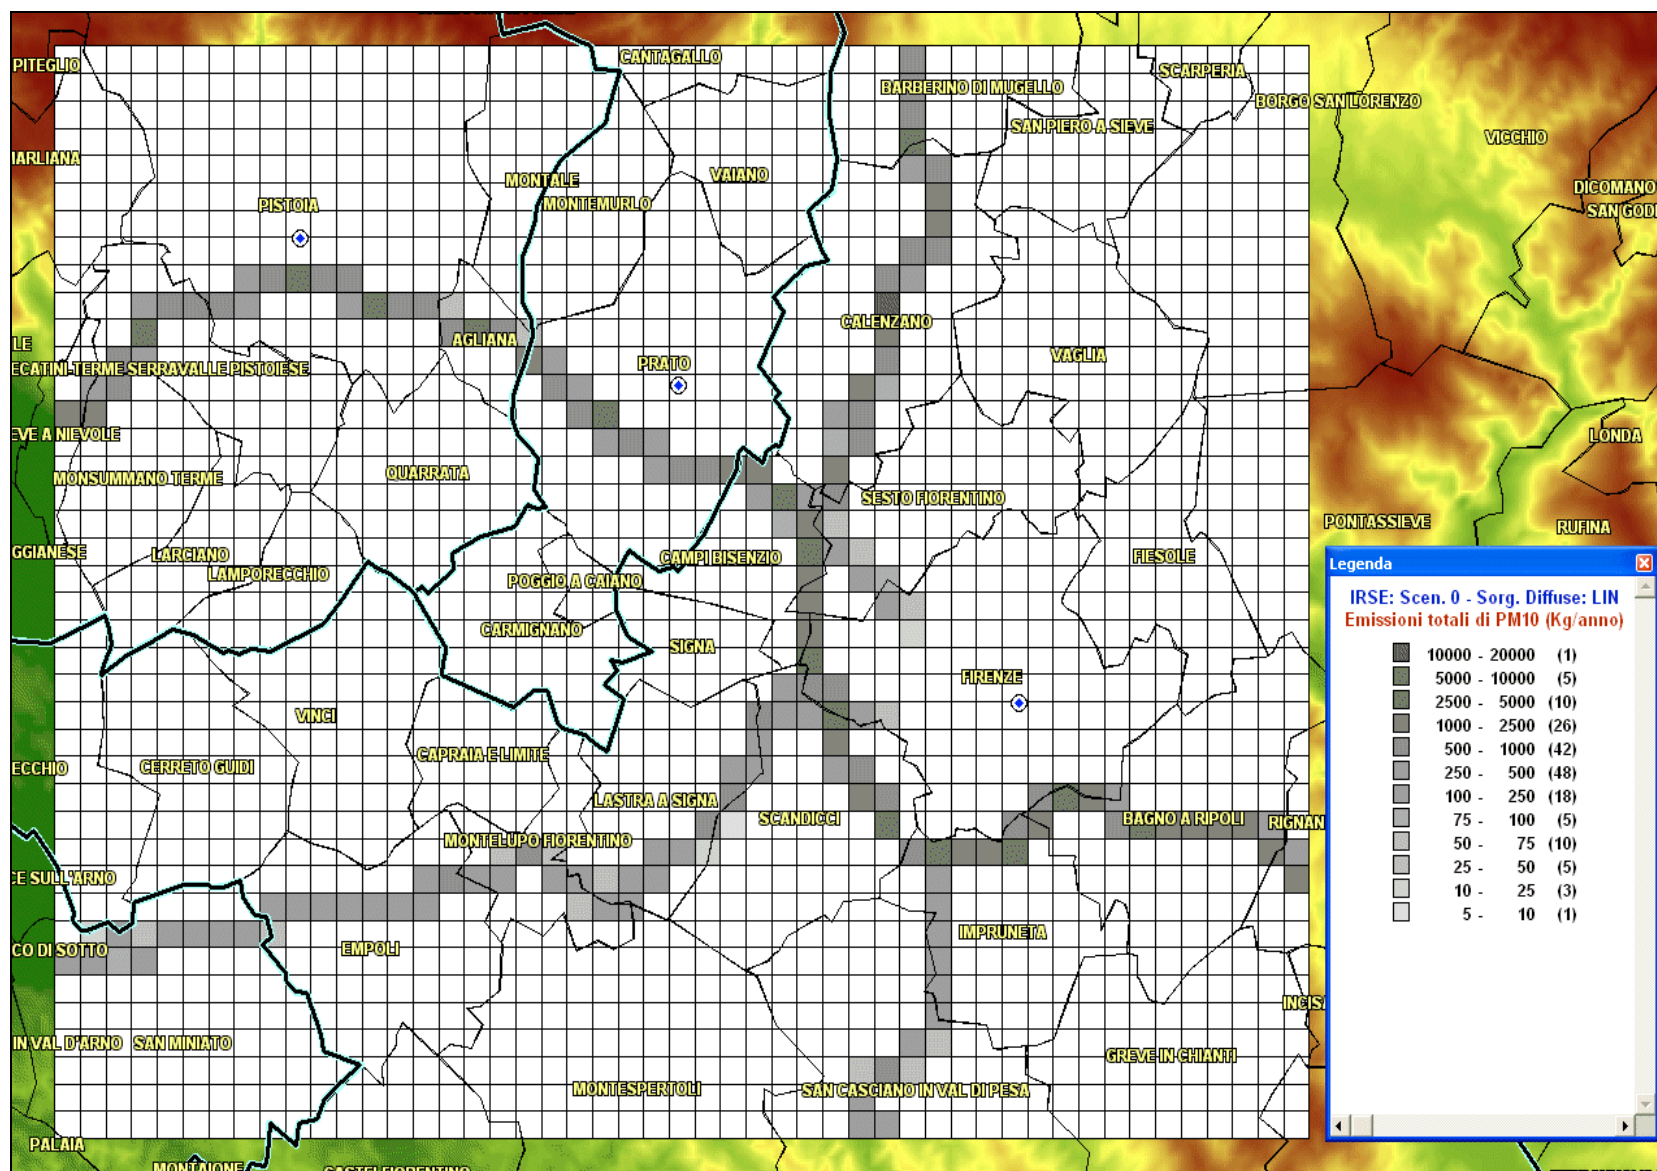 CANTAGALLO
PITEGLIO
SCARPERIA
BARBERINO DI MUGELLO
BORGO SAN LORENZO
SAN PIERO A SIEVE
VICCHIO
MARLIANA
VAIANO
MONTALE
DICOMANO
PISTOIA
MONTEMURLO
SAN GODE
CALENZANO
AGLIANA
LE
VAGLIA
PRATO
ECATINI-TERME SERRAVALLE PISTOIESE
EVE A NIEVOLE
LONDA
QUARRATA
MONSUMMANO TERME
SESTO FIORENTINO
PONTASSIEVE
RUFINA
GGIANESE
LARCIANO
CAMPI BISENZIO
FIESOLE
LAMPORECCHIO
POGGIO A CAIANO
CARMIGNANO
SIGNA
FIRENZE
VINCI
CAPRAIA E LIMITE
ECCHIO
CERRETO GUIDI
LASTRA A SIGNA
SCANDICCI
BAGNO A RIPOLI
RIGNAN
MONTELUPO FIORENTINO
CE SULL'ARNO
IMPRUNETA
CO DI SOTTO
EMPOLI
INCISA
IN VAL D'ARNO
SAN MINIATO
GREVE IN CHIANTI
MONTESPERTOLI
SAN CASCIANO IN VAL DI PESA
PALAIA
MONTAIONE
CASTELFIORENTINO
Legenda
IRSE: Scen. 0 - Sorg. Diffuse: LIN
Emissioni totali di PM10 (Kg/anno)
10000 - 20000 (1)
5000 - 10000 (5)
2500 - 5000 (10)
1000 - 2500 (26)
500 - 1000 (42)
250 - 500 (48)
100 - 250 (18)
75 - 100 (5)
50 - 75 (10)
25 - 50 (5)
10 - 25 (3)
5 - 10 (1)